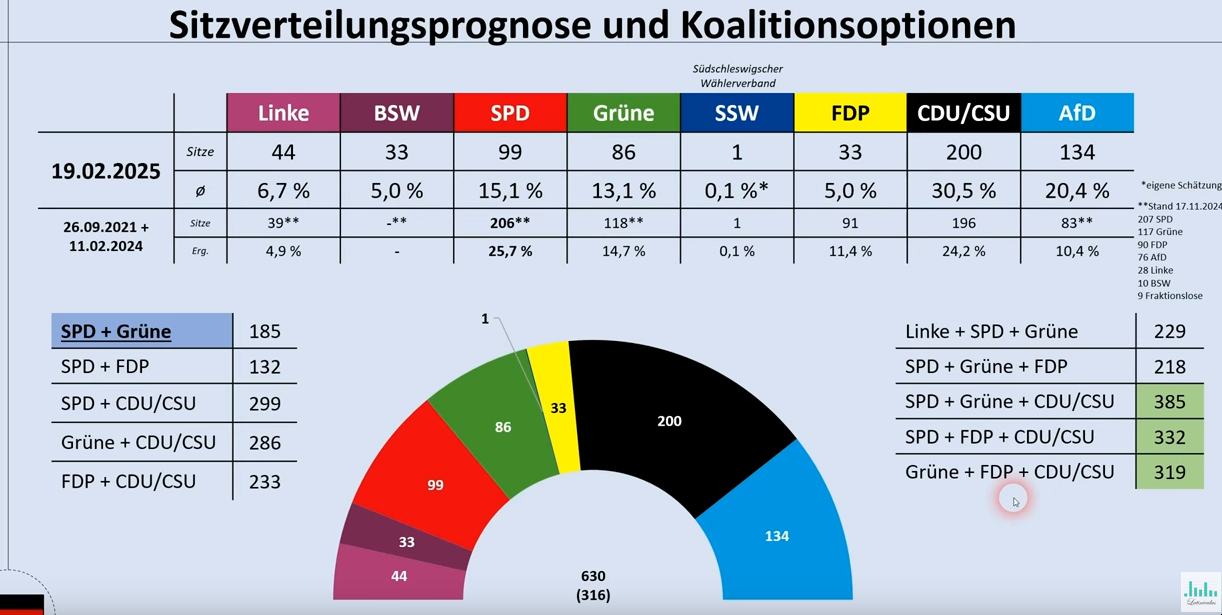 Sitzverteilungsprognose und Koalitionsoptionen
Südschleswigscher
Wählerverband
Linke BSW SPD Grüne SSW FDP CDU/CSU AfD
19.02.2025
Sitze 44 33 99 86 1 33 200 134
ø 6,7 % 5,0 % 15,1 % 13,1 % 0,1 %* 5,0 % 30,5 % 20,4 %
26.09.2021 +
11.02.2024
Sitze 39** -** 206** 118** 1 91 196 83**
Erg. 4,9 % - 25,7 % 14,7 % 0,1 % 11,4 % 24,2 % 10,4 %
*eigene Schätzung
**Stand 17.11.2024
207 SPD
117 Grüne
90 FDP
76 AfD
28 Linke
10 BSW
9 Fraktionslose
SPD + Grüne 185
SPD + FDP 132
SPD + CDU/CSU 299
Grüne + CDU/CSU 286
FDP + CDU/CSU 233
44
33
99
86
1
33
200
134
630
(316)
Linke + SPD + Grüne 229
SPD + Grüne + FDP 218
SPD + Grüne + CDU/CSU 385
SPD + FDP + CDU/CSU 332
Grüne + FDP + CDU/CSU 319